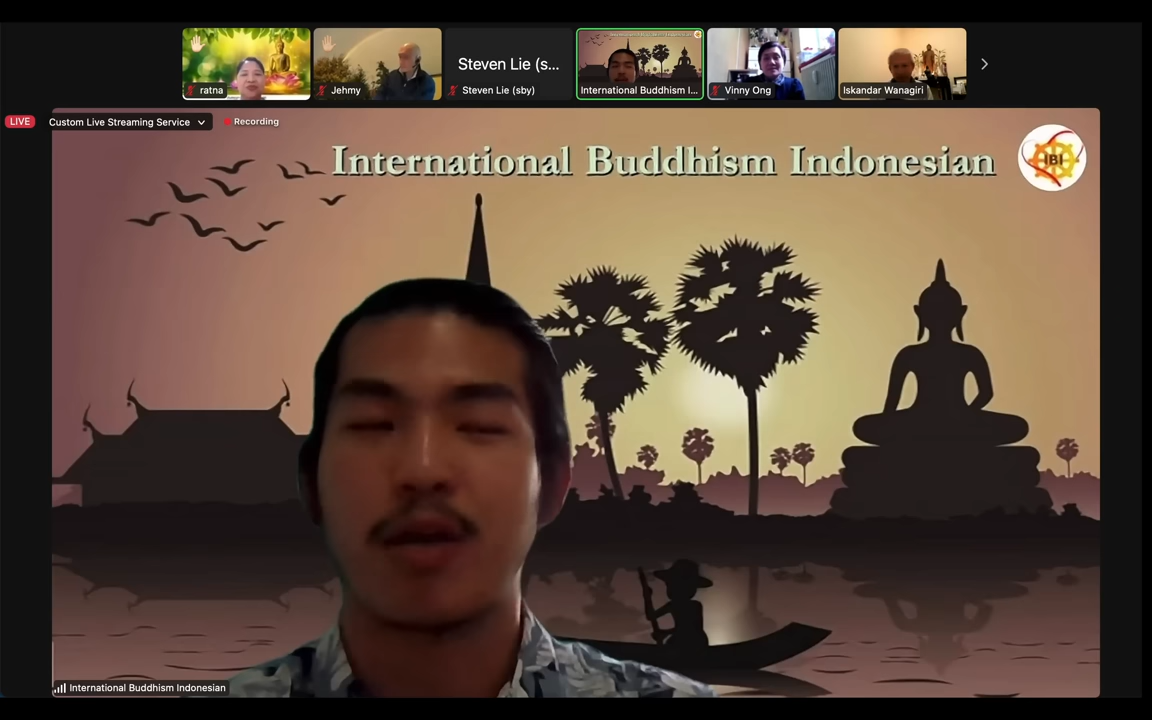 Steven Lie (s...
ratna
Jehmy
Steven Lie (sby)
International Buddhism I...
Vinny Ong
Iskandar Wanagiri
LIVE
Custom Live Streaming Service
Recording
International Buddhism Indonesian
IBI
International Buddhism Indonesian